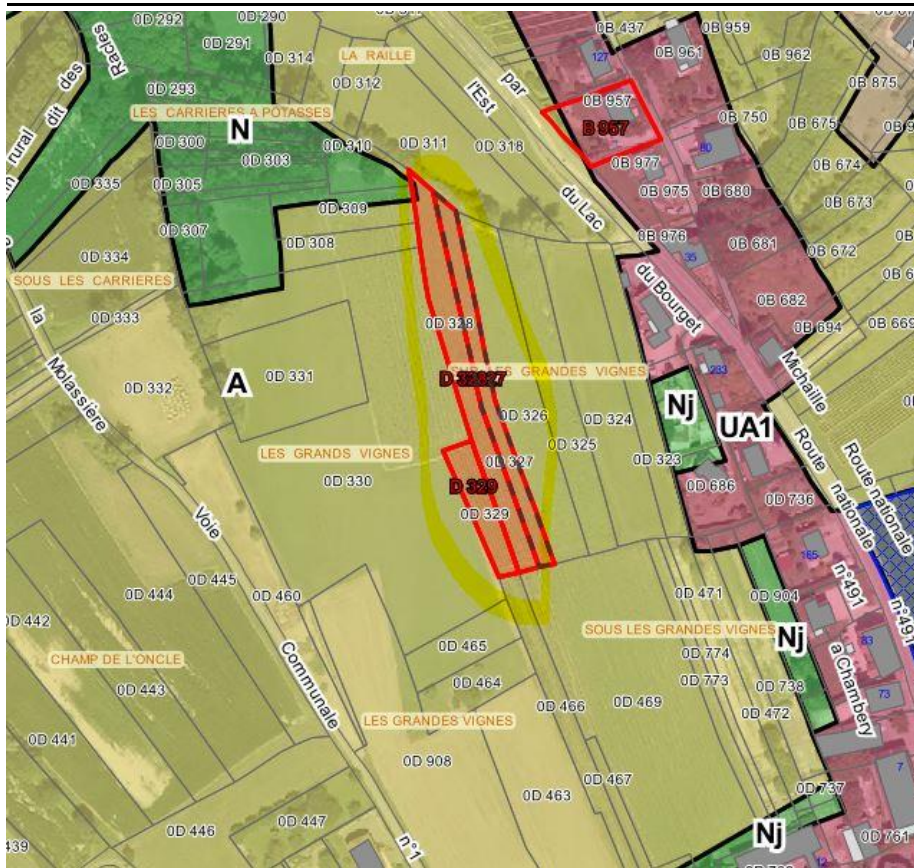 0D 292
0D 290
0D 291
0D 314
LA RAILLE
0D 312
0B 437
0B 959
127
0B 961
0B 962
0B 875
par
l'Est
du Lac
du Bourget
Racles
dit des
rural
0D 293
LES CARRIERES A POTASSES
N
0D 300
0D 303
0D 310
0D 311
0D 318
0B 957
B 957
0B 750
0B 675
0B 977
80
0B 674
0D 335
0D 305
0B 975
0B 680
0B 673
0D 307
0D 309
0D 308
0B 976
0B 681
0B 672
0D 334
SOUS LES CARRIERES
35
0B 682
0B 694
0B 669
la
Molassière
Voie
Communale
n°1
0D 333
0D 328
0D 332
A
0D 331
SUR LES GRANDES VIGNES
233
Michaille
0D 326
0D 324
Nj
UA1
0D 325
0D 323
LES GRANDS VIGNES
0D 330
0D 327
D 329
0D 329
0D 686
0D 736
Route
nationale
n°491
a Chambery
Route nationale
n°491
165
0D 445
0D 444
0D 460
0D 442
0D 471
0D 904
SOUS LES GRANDES VIGNES
Nj
83
0D 465
0D 774
CHAMP DE L'ONCLE
0D 443
0D 464
0D 773
0D 738
73
0D 466
0D 469
0D 472
LES GRANDES VIGNES
0D 441
0D 908
7
0D 467
0D 463
0D 737
0D 446
0D 447
439
Nj
0D 761